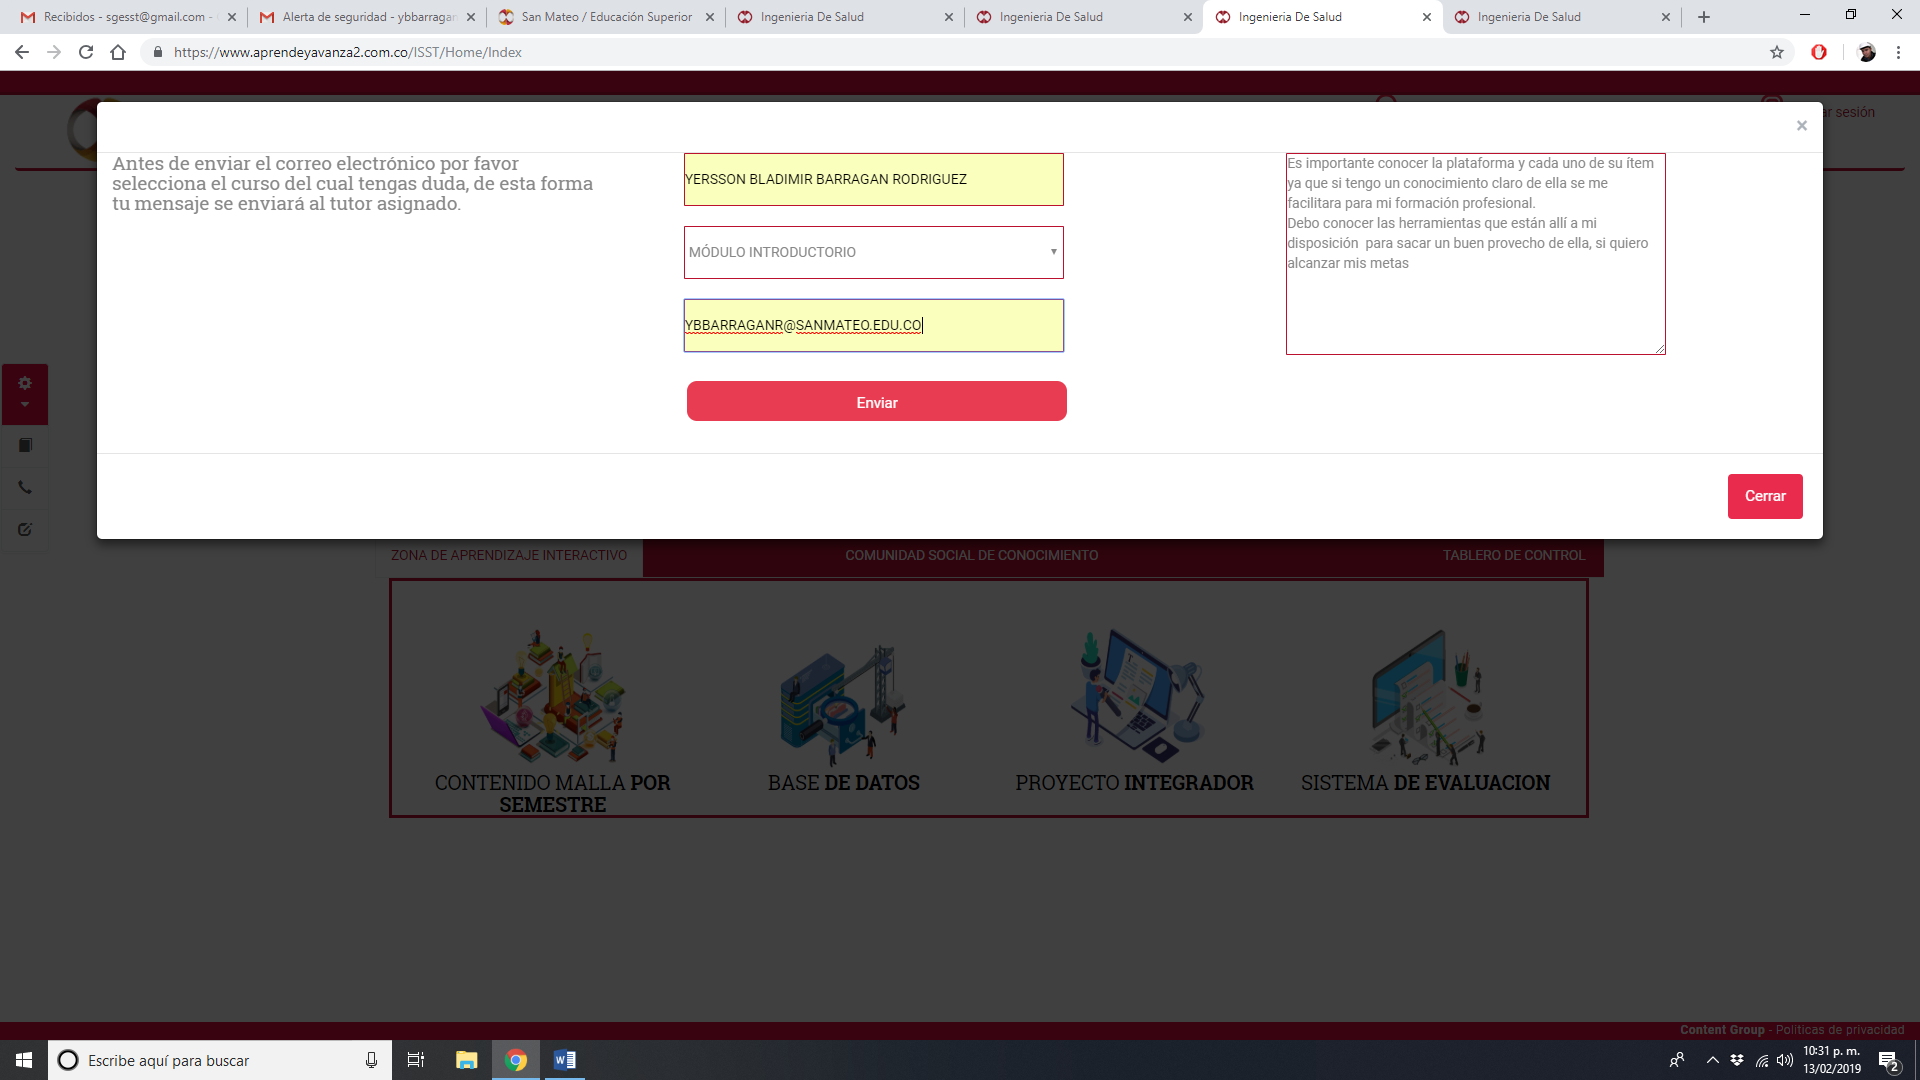 Recibidos - sgesst@gmail.com -
Alerta de seguridad - ybbarragan
San Mateo / Educación Superior
Ingenieria De Salud
Ingenieria De Salud
Ingenieria De Salud
Ingenieria De Salud
https://www.aprendeyavanza2.com.co/ISST/Home/Index
ar sesión
Antes de enviar el correo electrónico por favor
selecciona el curso del cual tengas duda, de esta forma
tu mensaje se enviará al tutor asignado.
YERSSON BLADIMIR BARRAGAN RODRIGUEZ
MÓDULO INTRODUCTORIO
YBBARRAGANR@SANMATEO.EDU.CO
Enviar
Es importante conocer la plataforma y cada uno de su ítem
ya que si tengo un conocimiento claro de ella se me
facilitara para mi formación profesional.
Debo conocer las herramientas que están allí a mi
disposición  para sacar un buen provecho de ella, si quiero
alcanzar mis metas
Cerrar
ZONA DE APRENDIZAJE INTERACTIVO
COMUNIDAD SOCIAL DE CONOCIMIENTO
TABLERO DE CONTROL
CONTENIDO MALLA POR
SEMESTRE
BASE DE DATOS
PROYECTO INTEGRADOR
SISTEMA DE EVALUACION
Content Group - Políticas de privacidad
Escribe aquí para buscar
10:31 p. m.
13/02/2019
2